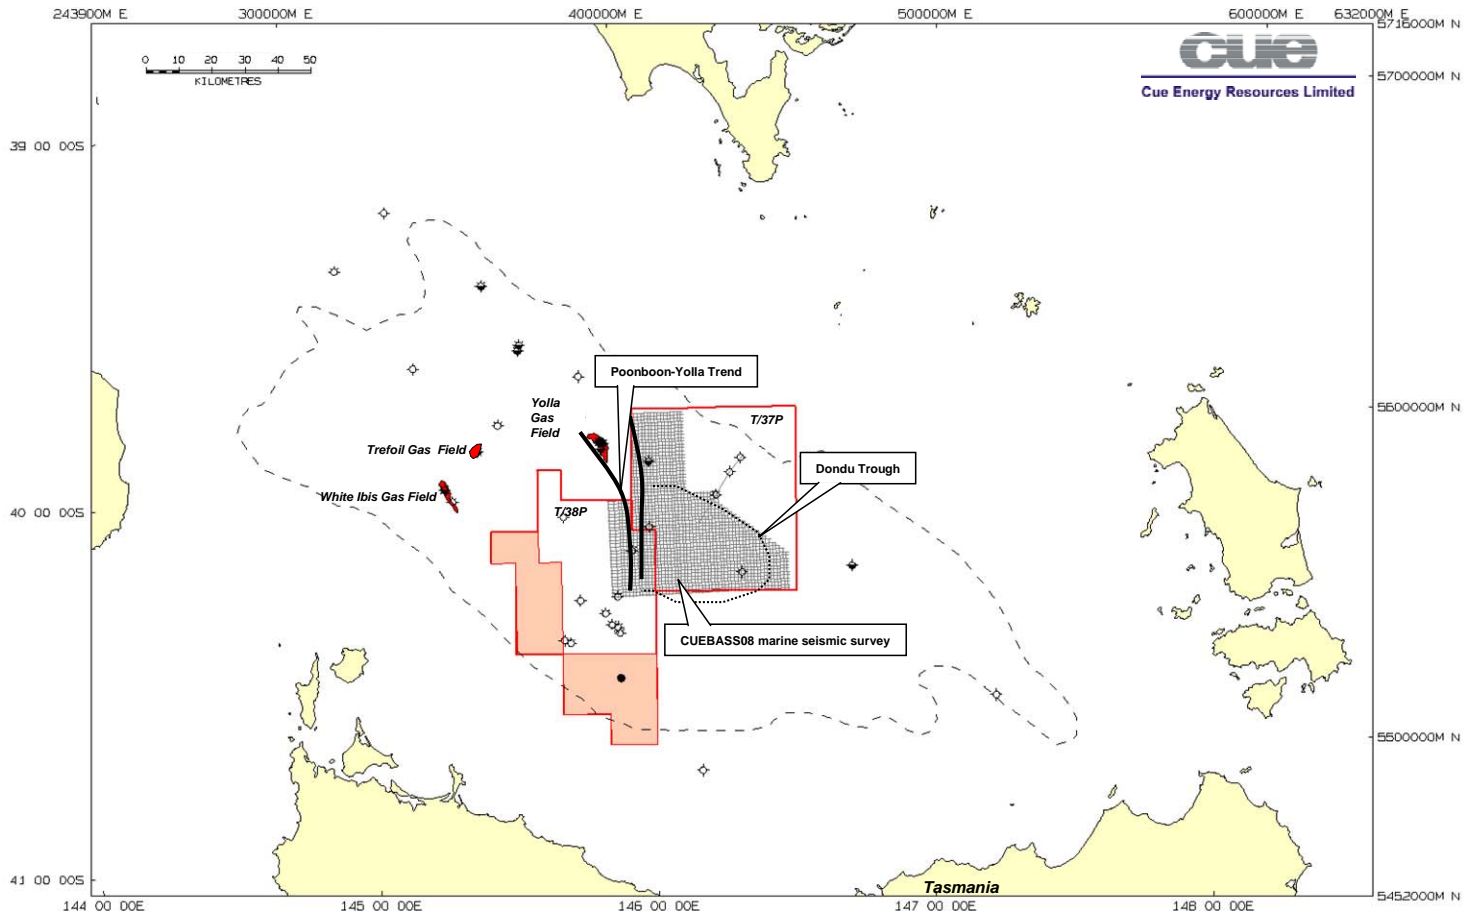 243900M E 300000M E 400000M E 500000M E 600000M E 632000M E
5715000M N
0 10 20 30 40 50
KILOMETRES
cue
Cue Energy Resources Limited
5700000M N
39 00 00S
Poonboon-Yolla Trend
Yolla
Gas
Field
5600000M N
T/37P
Trefoil Gas Field
Dondu Trough
White Ibis Gas Field
40 00 00S
T/38P
CUEBASS08 marine seismic survey
5500000M N
41 00 00S
Tasmania
5452000M N
144 00 00E 145 00 00E 146 00 00E 147 00 00E 148 00 00E